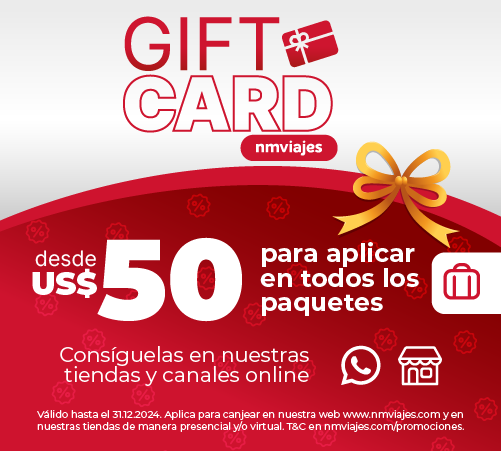 GIFT
CARD
nmviajes
desde
US$50
para aplicar
en todos los
paquetes
Consíguelas en nuestras
tiendas y canales online
Válido hasta el 31.12.2024. Aplica para canjear en nuestra web www.nmviajes.com y en
nuestras tiendas de manera presencial y/o virtual. T&C en nmviajes.com/promociones.